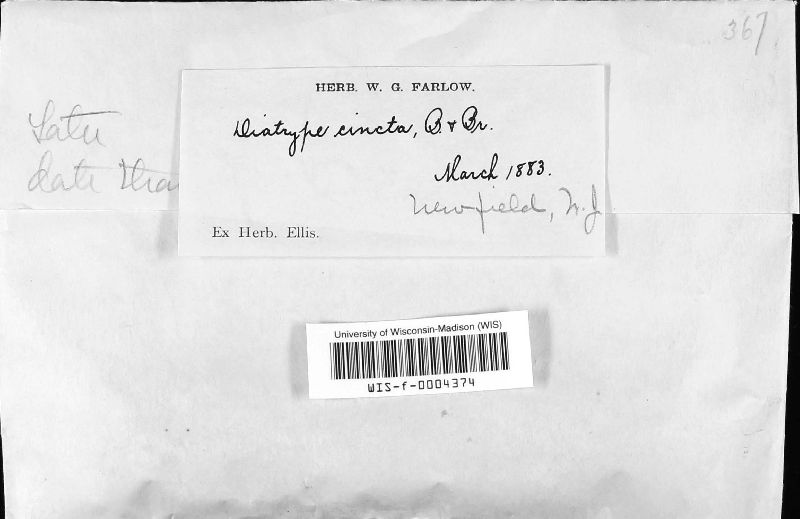 367
HERB. W. G. FARLOW.
Diatrype cincta, B & Br.
March 1883.
Newfield, N.J
Ex Herb. Ellis.
Later
date tha
University of Wisconsin-Madison (WIS)
WIS-f-0004374